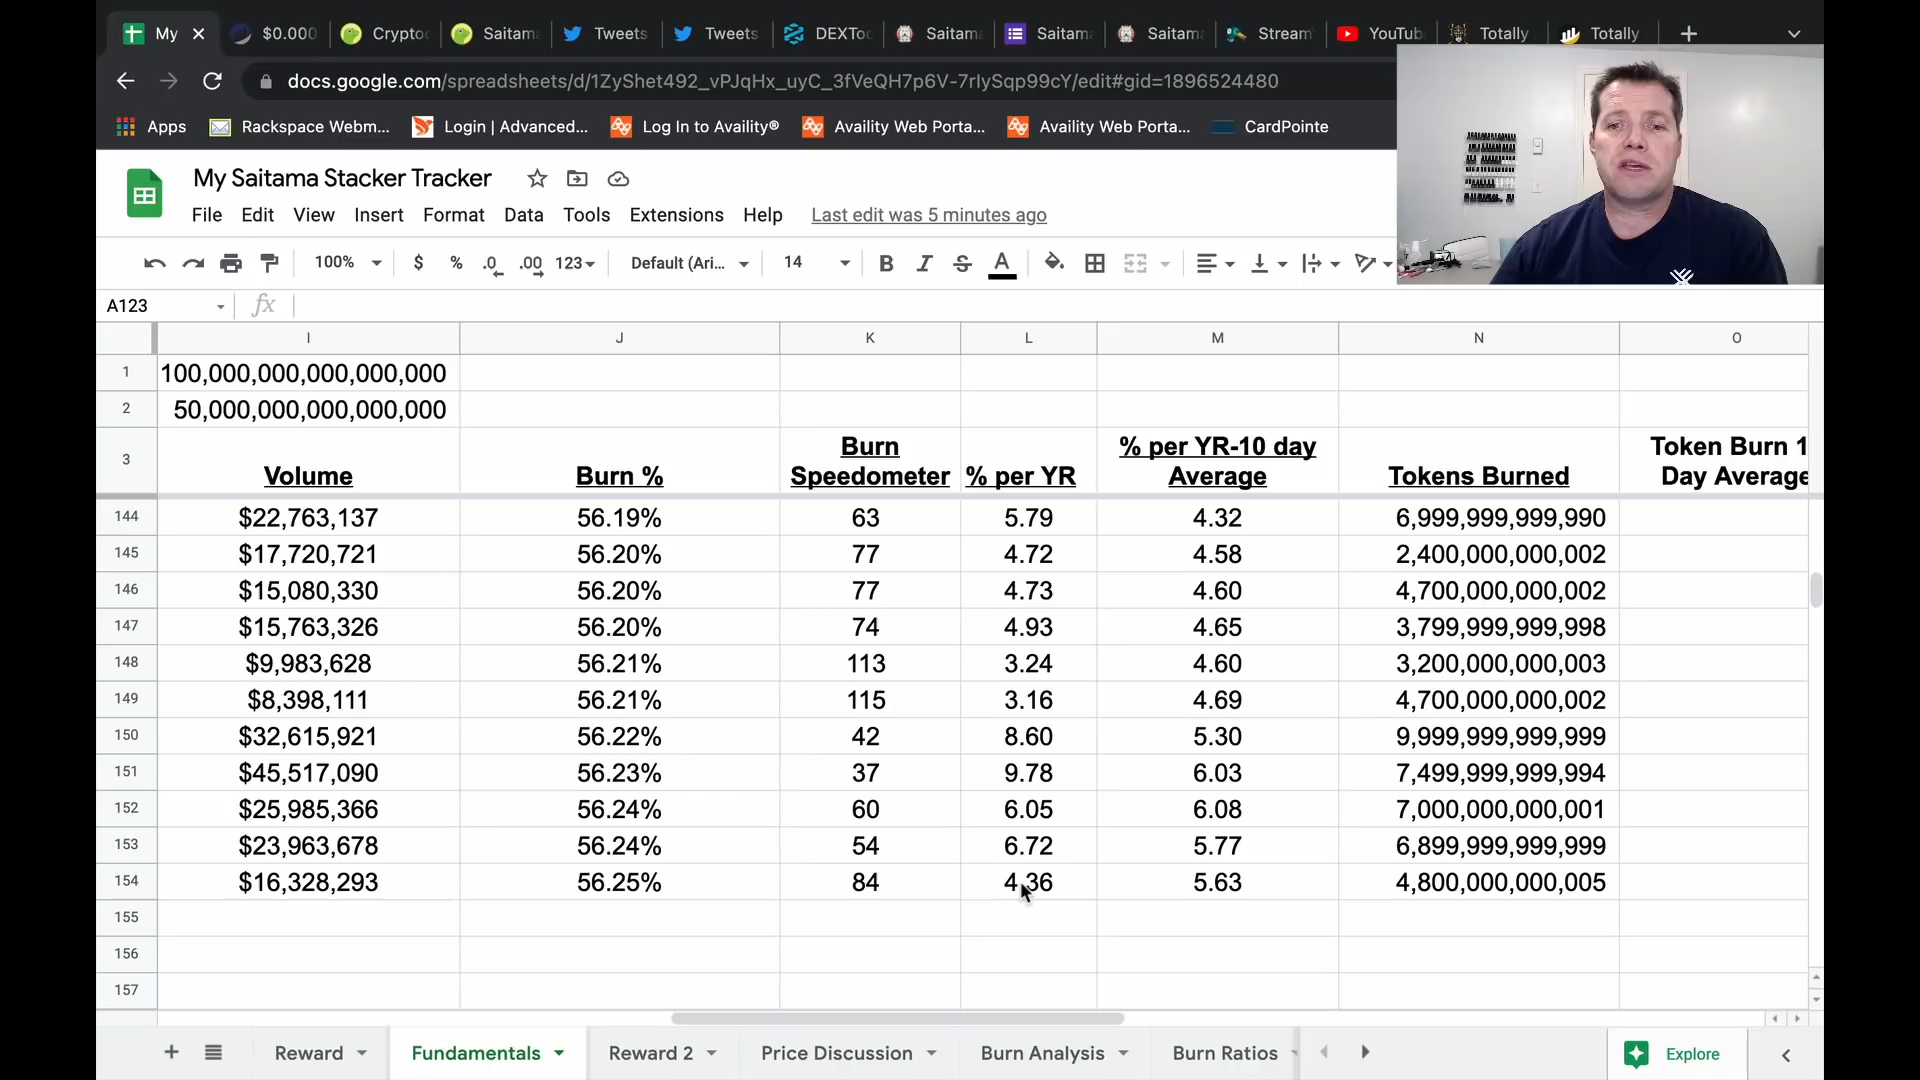 My $0.000 Crypto Saitam Tweets Tweets DEXToo Saitam Saitam Saitam Stream YouTub Totally Totally
docs.google.com/spreadsheets/d/1ZyShet492_vPJqHx_uyC_3fVeQH7p6V-7rIySqp99cY/edit#gid=1896524480
Apps Rackspace Webm... Login | Advanced... Log In to Availity® Availity Web Porta... Availity Web Porta... CardPointe
My Saitama Stacker Tracker
File Edit View Insert Format Data Tools Extensions Help Last edit was 5 minutes ago
100% $ % .0 .00 123 Default (Ari... 14 B I S A
A123 fx
I J K L M N O
1 100,000,000,000,000,000
2 50,000,000,000,000,000
Burn % per YR-10 day Token Burn 1
3 Volume Burn % Speedometer % per YR Average Tokens Burned Day Average
144 $22,763,137 56.19% 63 5.79 4.32 6,999,999,999,990
145 $17,720,721 56.20% 77 4.72 4.58 2,400,000,000,002
146 $15,080,330 56.20% 77 4.73 4.60 4,700,000,000,002
147 $15,763,326 56.20% 74 4.93 4.65 3,799,999,999,998
148 $9,983,628 56.21% 113 3.24 4.60 3,200,000,000,003
149 $8,398,111 56.21% 115 3.16 4.69 4,700,000,000,002
150 $32,615,921 56.22% 42 8.60 5.30 9,999,999,999,999
151 $45,517,090 56.23% 37 9.78 6.03 7,499,999,999,994
152 $25,985,366 56.24% 60 6.05 6.08 7,000,000,000,001
153 $23,963,678 56.24% 54 6.72 5.77 6,899,999,999,999
154 $16,328,293 56.25% 84 4.36 5.63 4,800,000,000,005
155
156
157
Reward Fundamentals Reward 2 Price Discussion Burn Analysis Burn Ratios Explore